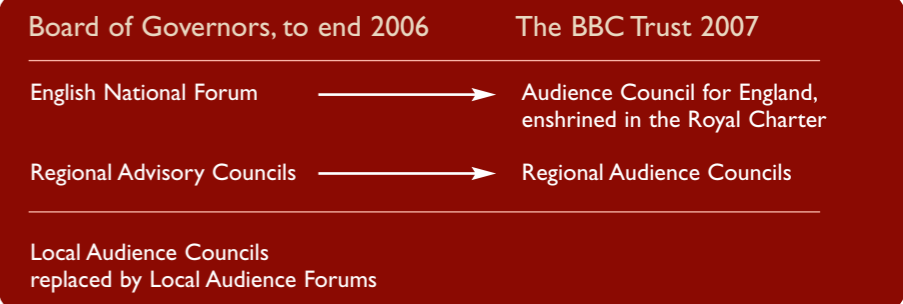 Board of Governors, to end 2006
The BBC Trust 2007
English National Forum
Audience Council for England,
enshrined in the Royal Charter
Regional Advisory Councils
Regional Audience Councils
Local Audience Councils
replaced by Local Audience Forums